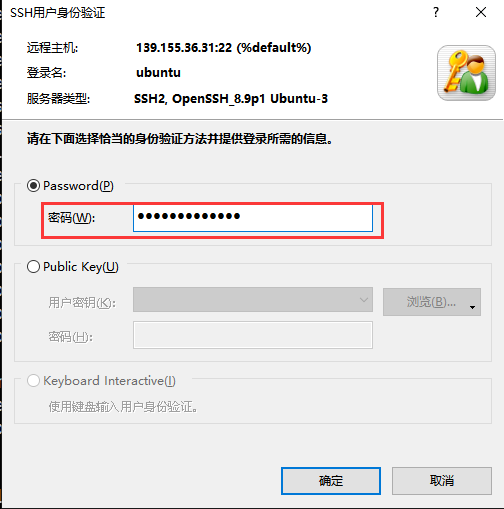 SSH用户身份验证
远程主机: 139.155.36.31:22 (%default%)
登录名: ubuntu
服务器类型: SSH2, OpenSSH_8.9p1 Ubuntu-3
请在下面选择恰当的身份验证方法并提供登录所需的信息。
Password(P)
密码(W): ●●●●●●●●●●●●●
Public Key(U)
用户密钥(K): 浏览(B)...
密码(H):
Keyboard Interactive(I)
使用键盘输入用户身份验证。
确定 取消